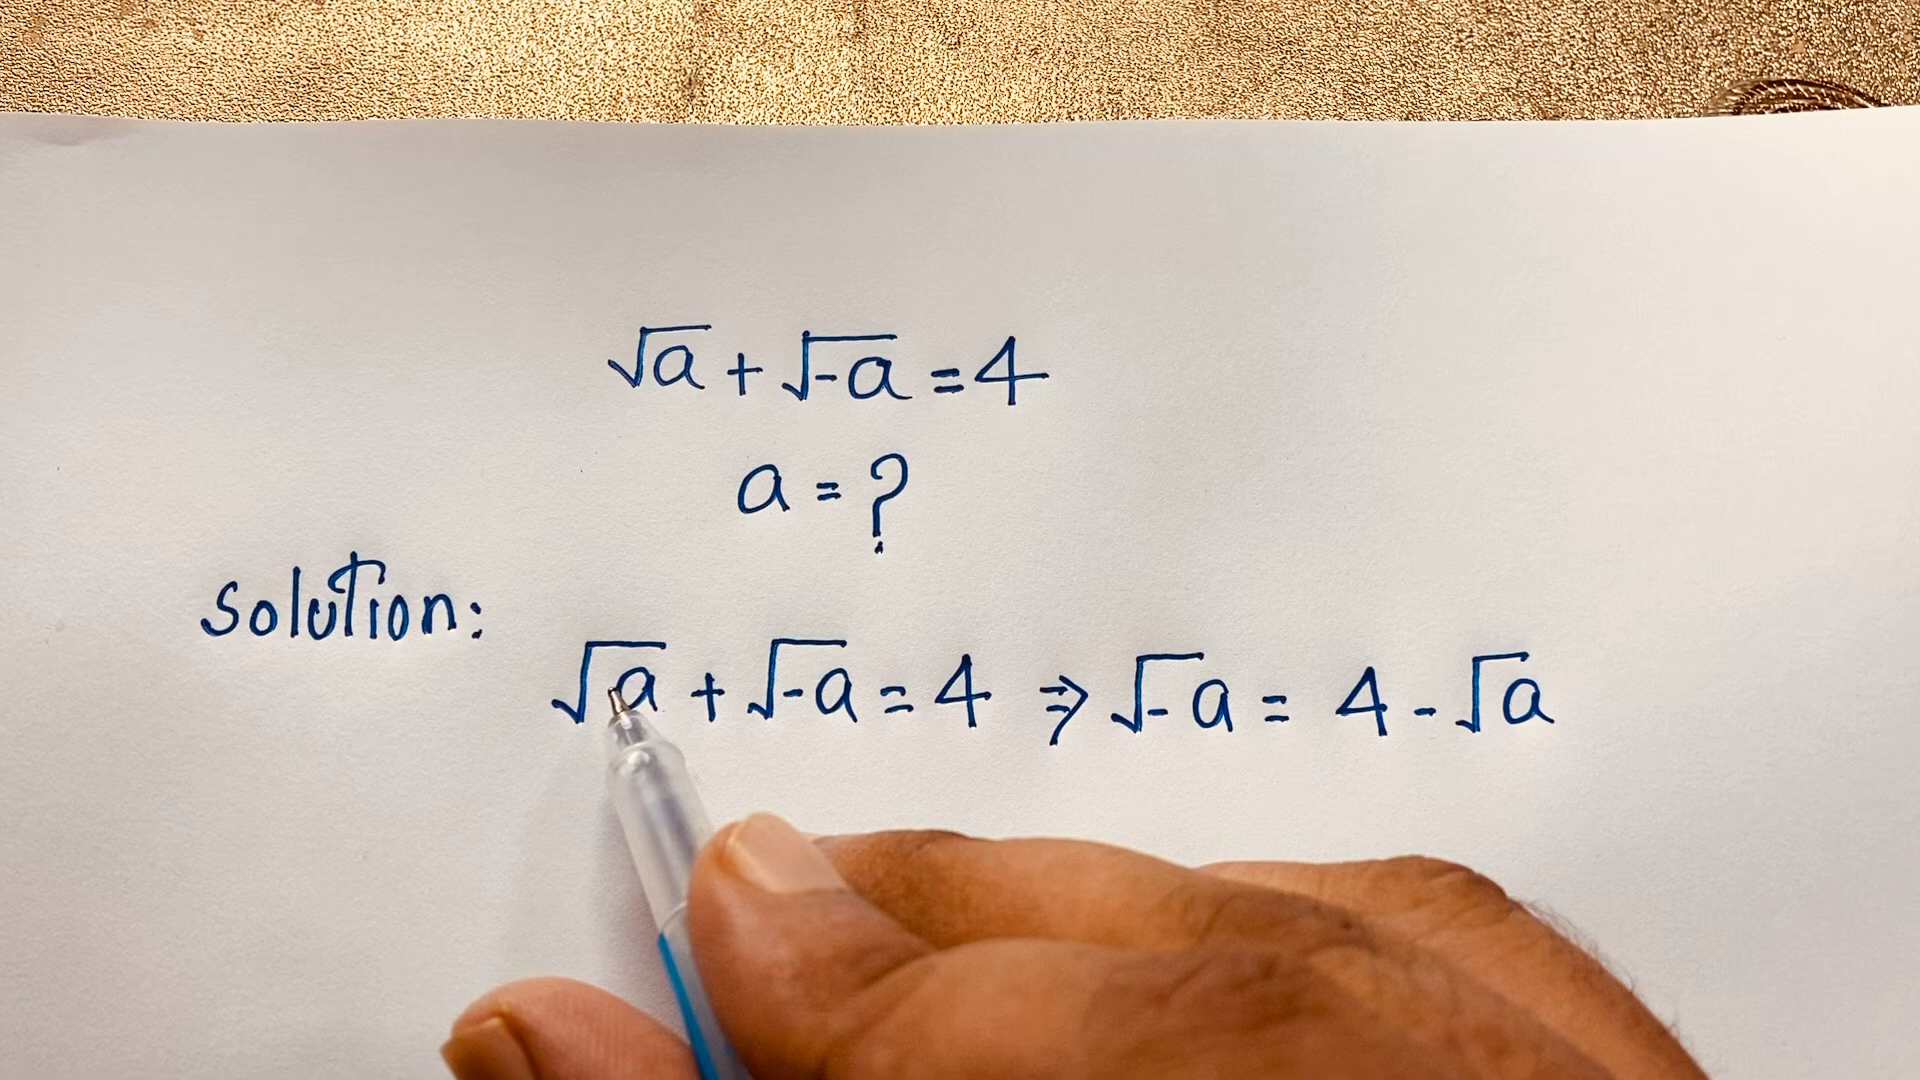 √a + √-a = 4
a = ?
Solution:
√a + √-a = 4 ⇒ √-a = 4 - √a